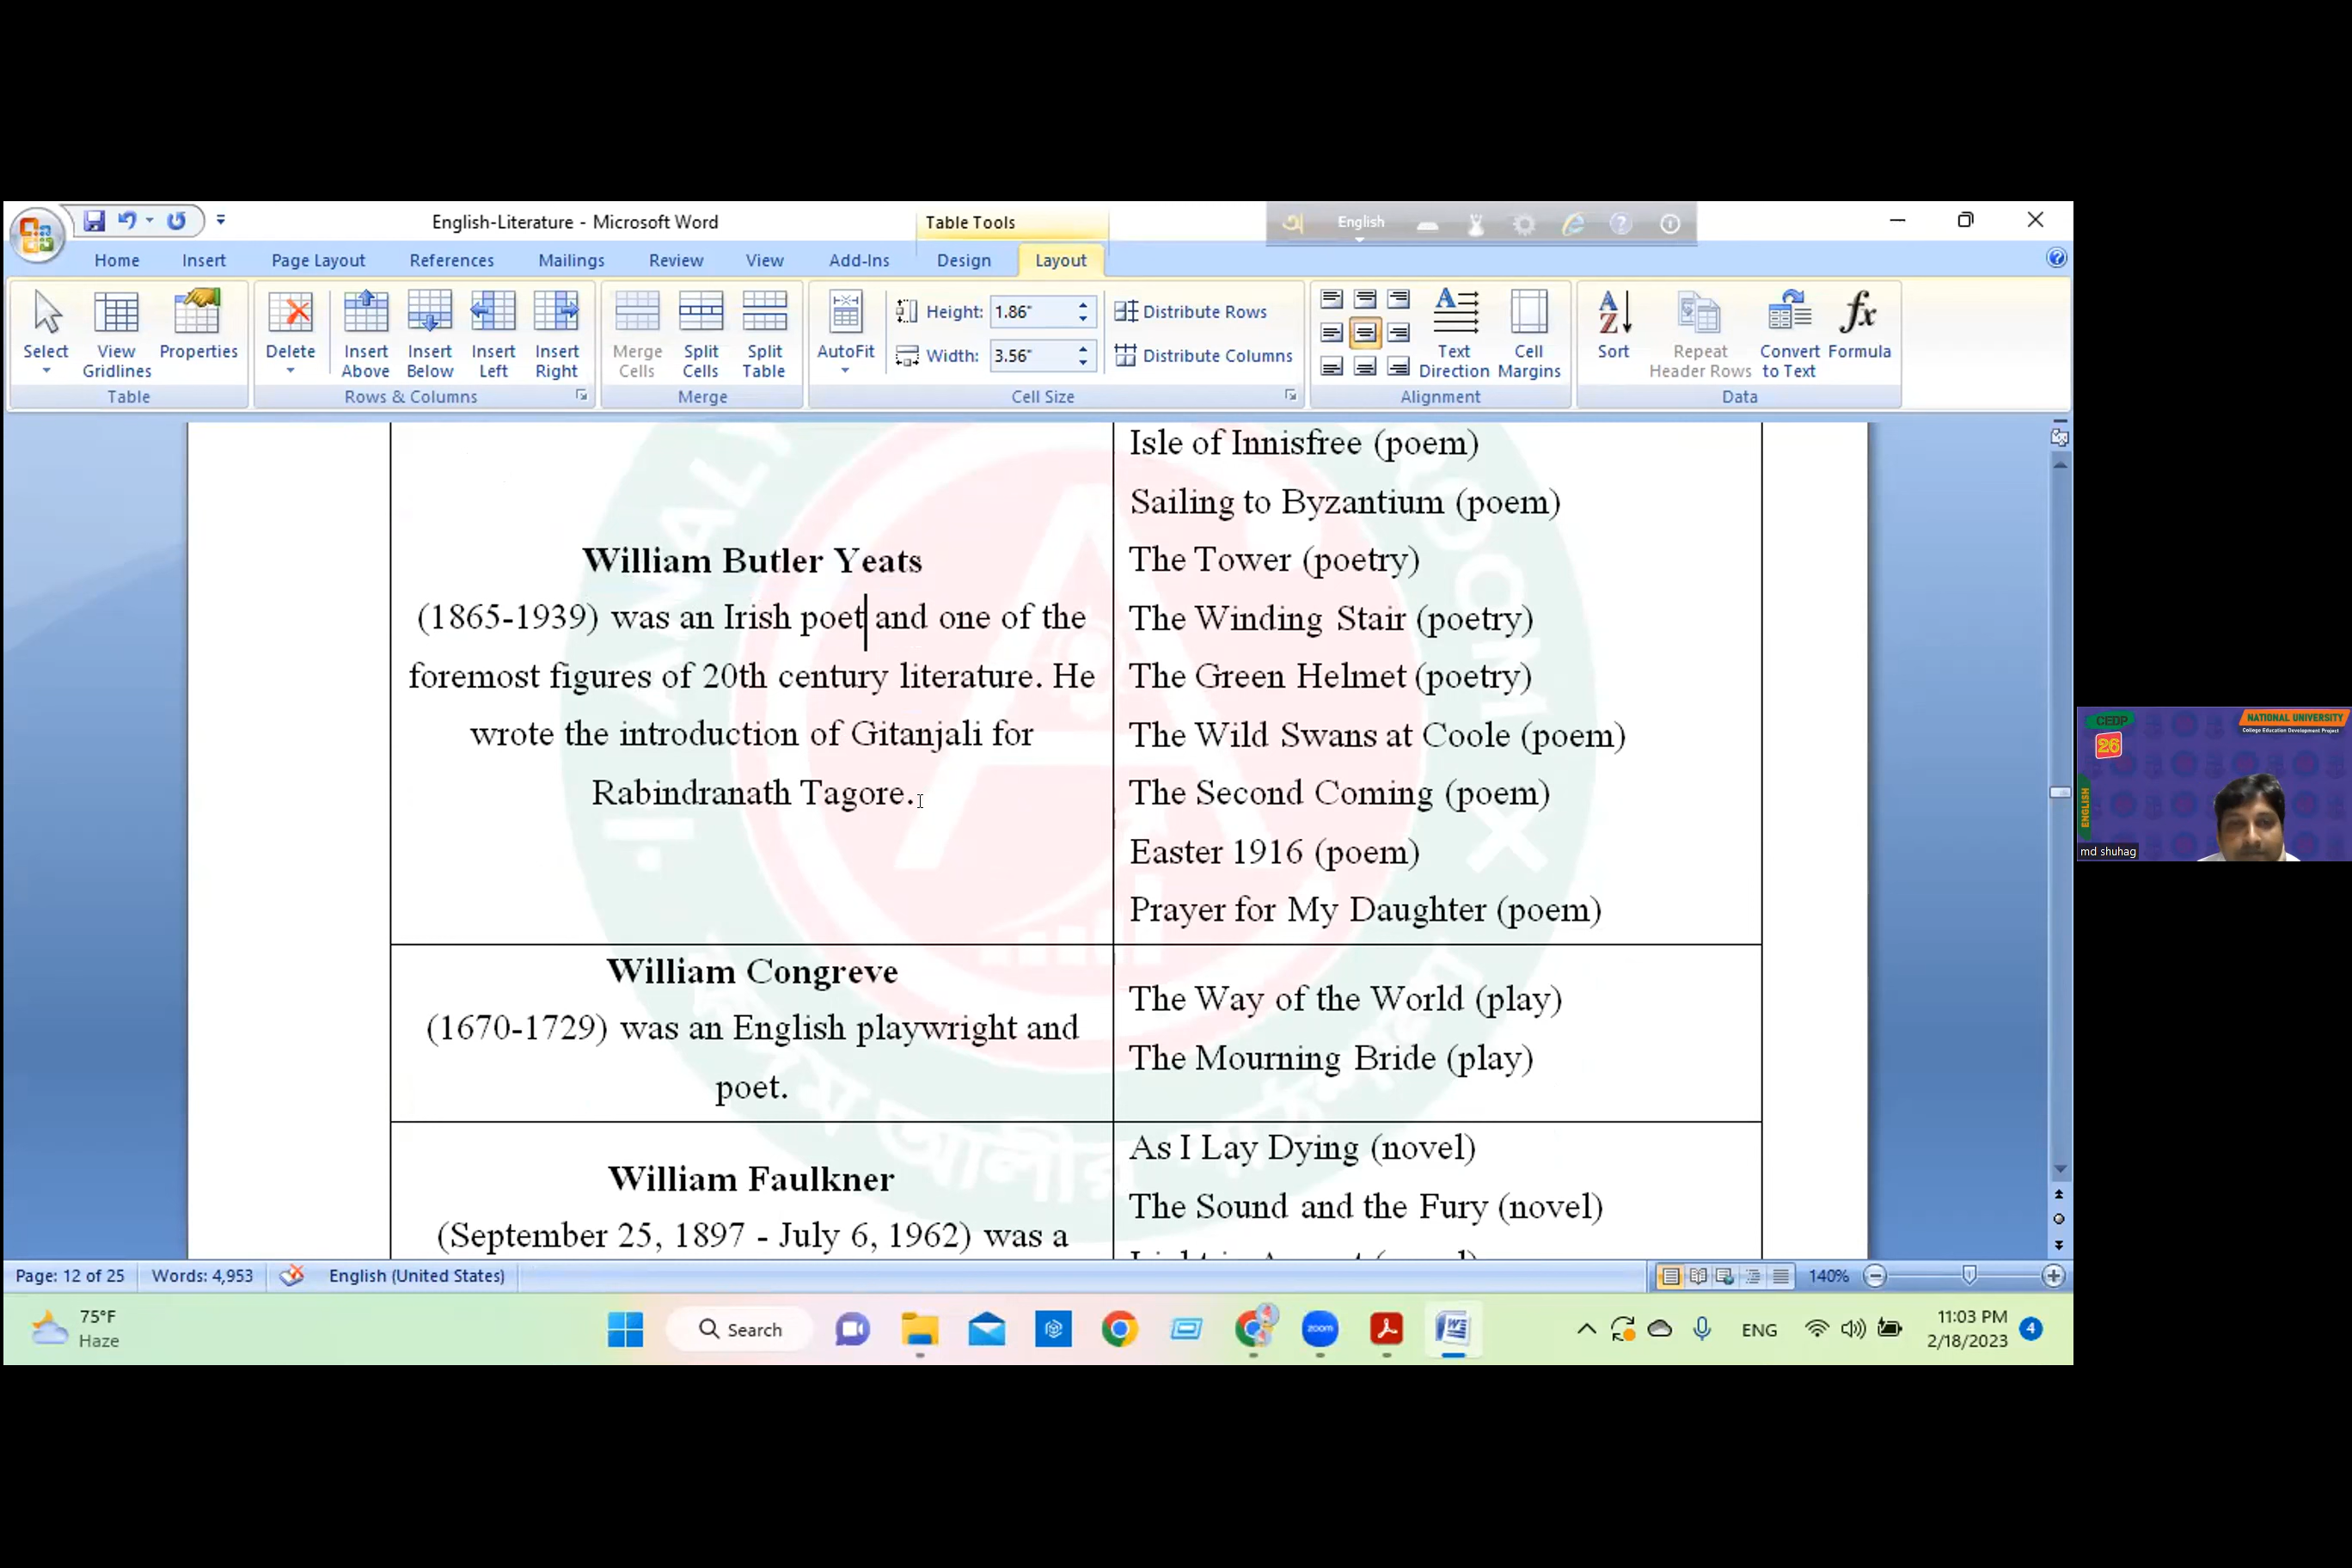 English-Literature - Microsoft Word
Table Tools
English
Home
Insert
Page Layout
References
Mailings
Review
View
Add-Ins
Design
Layout
Select
View Gridlines
Properties
Table
Delete
Insert Above
Insert Below
Insert Left
Insert Right
Rows & Columns
Merge Cells
Split Cells
Split Table
Merge
AutoFit
Height: 1.86"
Width: 3.56"
Distribute Rows
Distribute Columns
Cell Size
Text Direction
Cell Margins
Alignment
Sort
Repeat Header Rows
Convert to Text
Formula
Data
William Butler Yeats
(1865-1939) was an Irish poet and one of the
foremost figures of 20th century literature. He
wrote the introduction of Gitanjali for
Rabindranath Tagore.
Isle of Innisfree (poem)
Sailing to Byzantium (poem)
The Tower (poetry)
The Winding Stair (poetry)
The Green Helmet (poetry)
The Wild Swans at Coole (poem)
The Second Coming (poem)
Easter 1916 (poem)
Prayer for My Daughter (poem)
William Congreve
(1670-1729) was an English playwright and
poet.
The Way of the World (play)
The Mourning Bride (play)
William Faulkner
(September 25, 1897 - July 6, 1962) was a
As I Lay Dying (novel)
The Sound and the Fury (novel)
CEDP
26
NATIONAL UNIVERSITY
College Education Development Project
ENGLISH
md shuhag
Page: 12 of 25
Words: 4,953
English (United States)
140%
75°F
Haze
Search
zoom
ENG
11:03 PM
2/18/2023
4